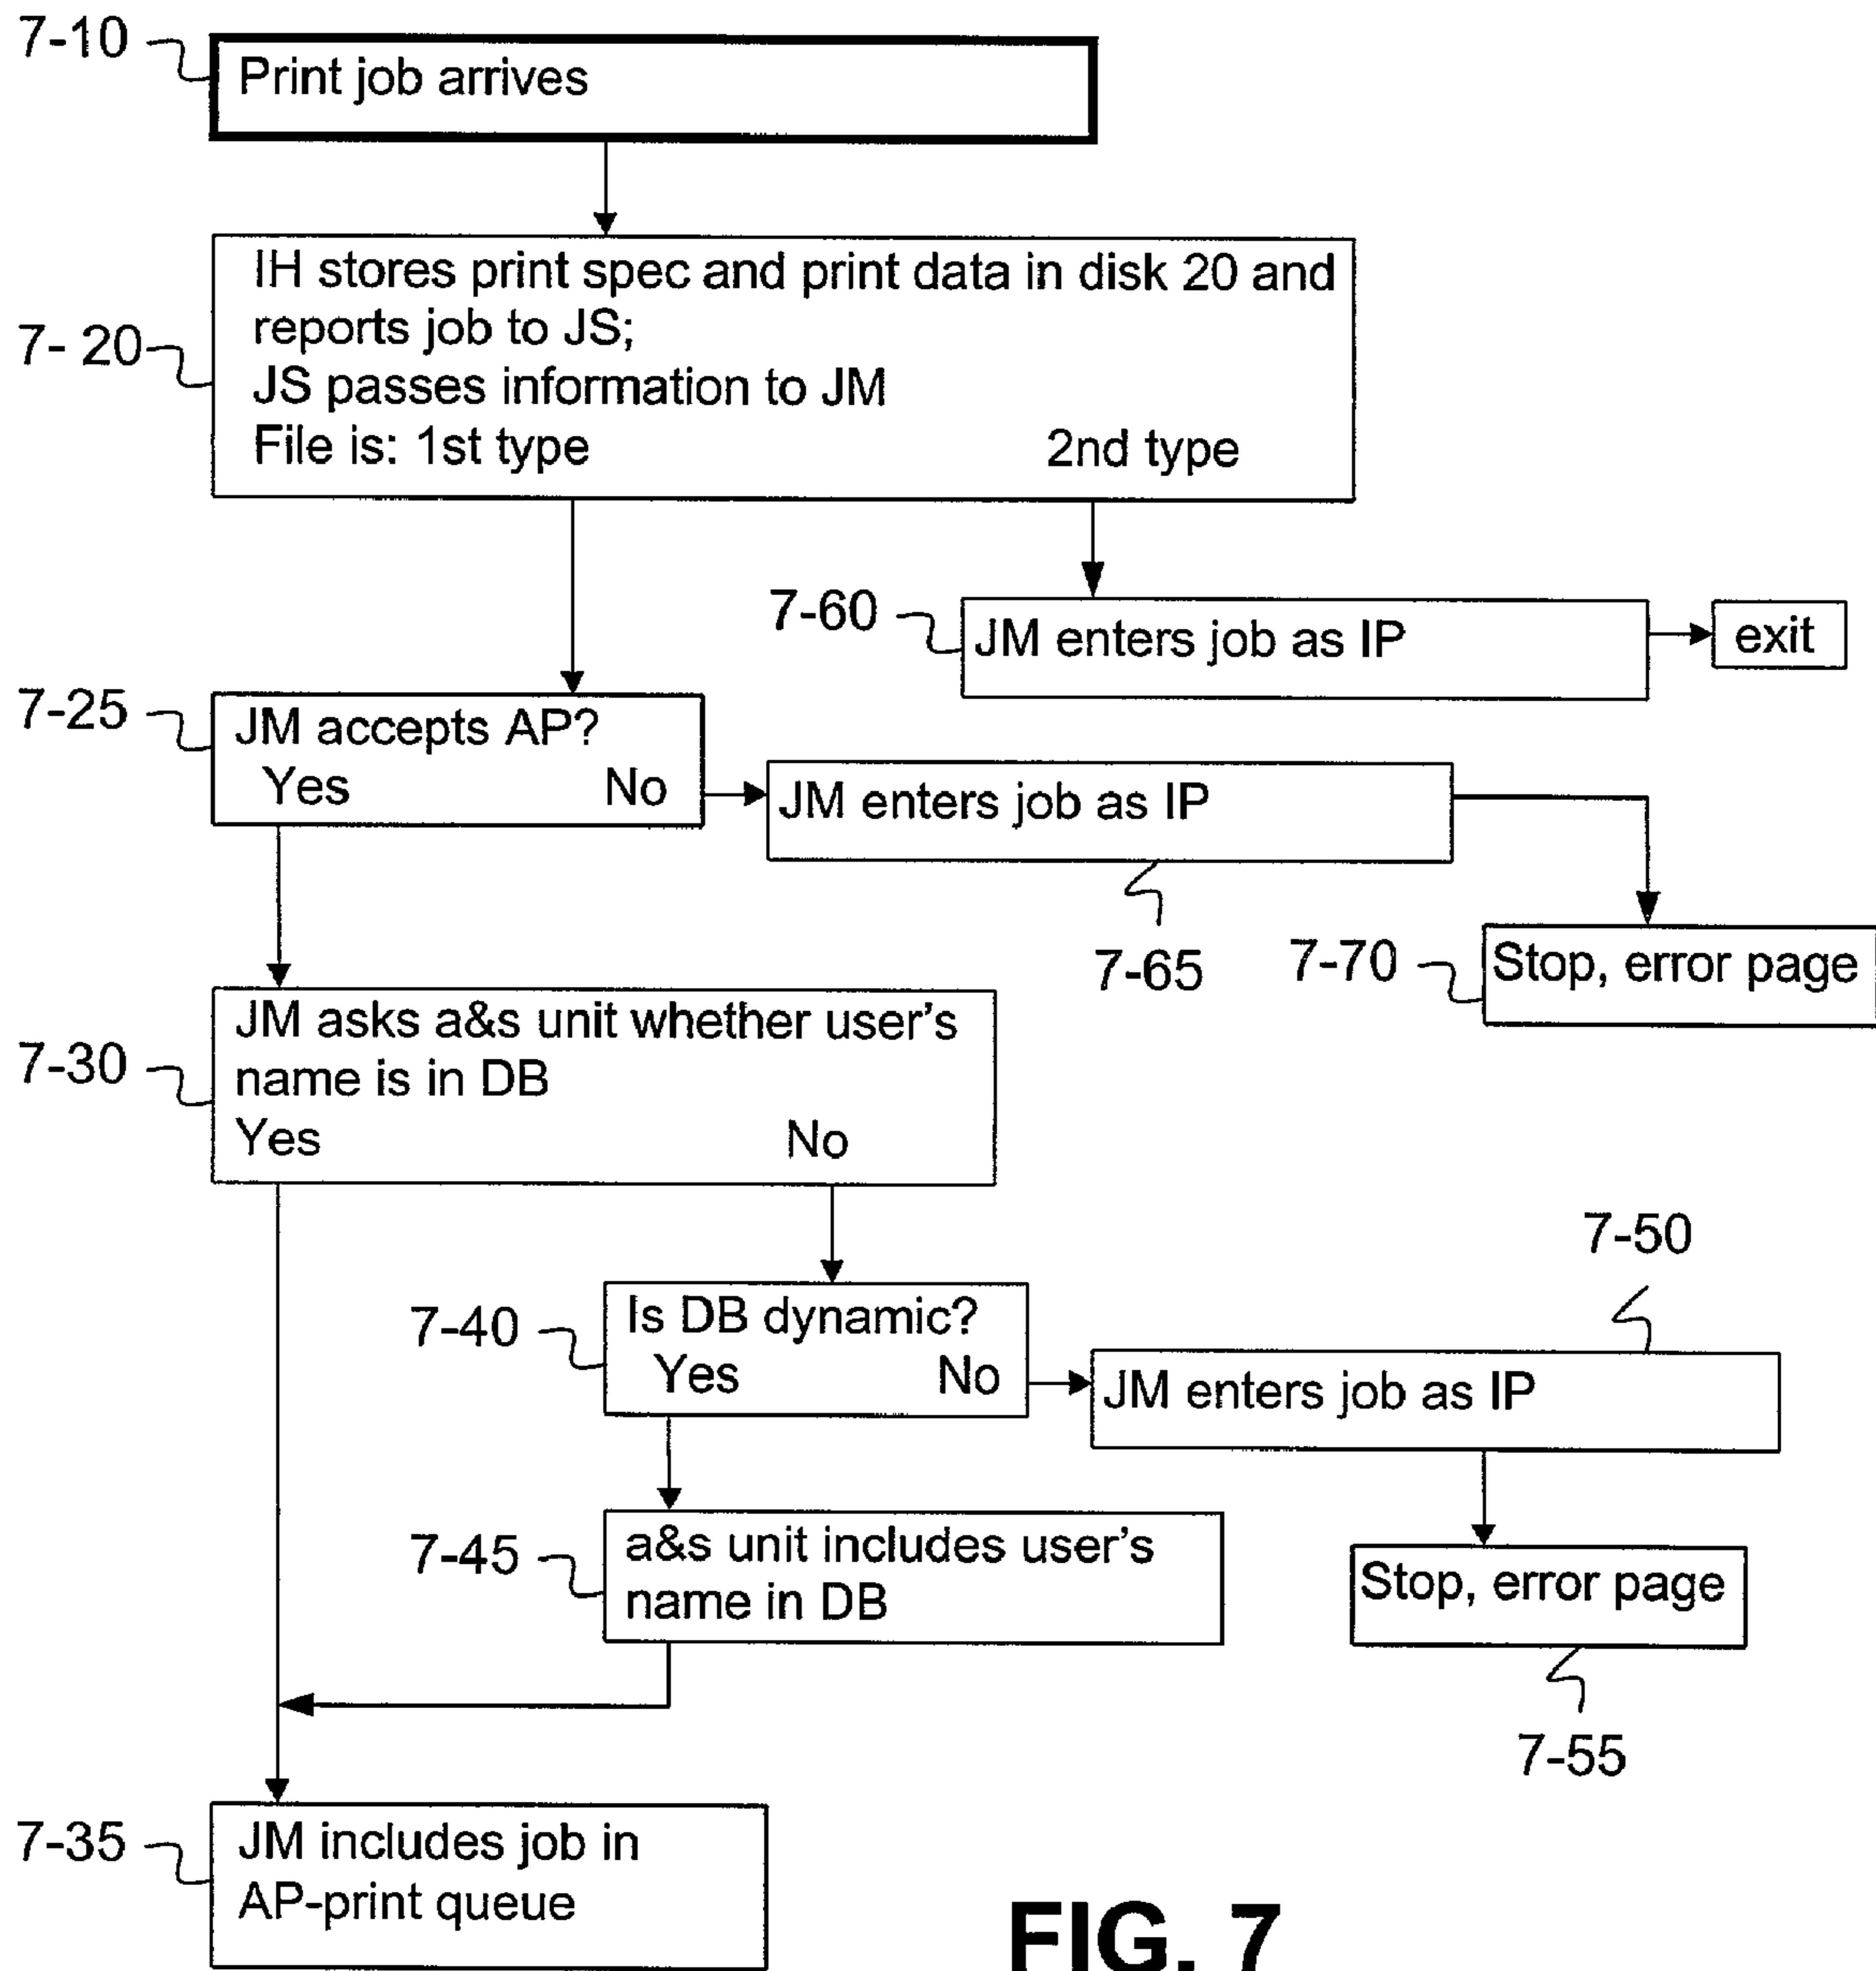 7-10
Print job arrives
7- 20
IH stores print spec and print data in disk 20 and
reports job to JS;
JS passes information to JM
File is: 1st type 2nd type
7-60
JM enters job as IP
exit
7-25
JM accepts AP?
Yes No
JM enters job as IP
7-65
7-70
Stop, error page
7-30
JM asks a&s unit whether user's
name is in DB
Yes No
7-40
Is DB dynamic?
Yes No
7-50
JM enters job as IP
7-45
a&s unit includes user's
name in DB
Stop, error page
7-55
7-35
JM includes job in
AP-print queue
FIG. 7